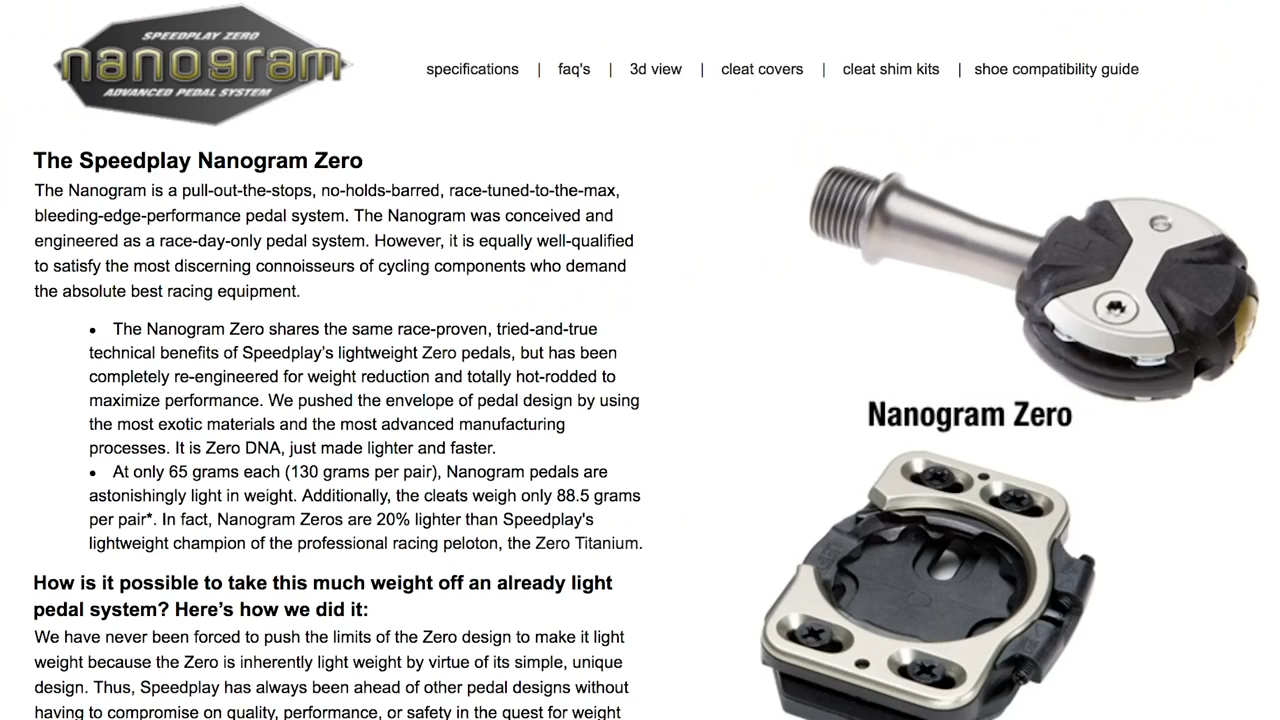 SPEEDPLAY ZERO
nanogram
ADVANCED PEDAL SYSTEM
specifications | faq's | 3d view | cleat covers | cleat shim kits | shoe compatibility guide
The Speedplay Nanogram Zero
The Nanogram is a pull-out-the-stops, no-holds-barred, race-tuned-to-the-max,
bleeding-edge-performance pedal system. The Nanogram was conceived and
engineered as a race-day-only pedal system. However, it is equally well-qualified
to satisfy the most discerning connoisseurs of cycling components who demand
the absolute best racing equipment.
• The Nanogram Zero shares the same race-proven, tried-and-true
technical benefits of Speedplay's lightweight Zero pedals, but has been
completely re-engineered for weight reduction and totally hot-rodded to
maximize performance. We pushed the envelope of pedal design by using
the most exotic materials and the most advanced manufacturing
processes. It is Zero DNA, just made lighter and faster.
• At only 65 grams each (130 grams per pair), Nanogram pedals are
astonishingly light in weight. Additionally, the cleats weigh only 88.5 grams
per pair*. In fact, Nanogram Zeros are 20% lighter than Speedplay's
lightweight champion of the professional racing peloton, the Zero Titanium.
How is it possible to take this much weight off an already light
pedal system? Here's how we did it:
We have never been forced to push the limits of the Zero design to make it light
weight because the Zero is inherently light weight by virtue of its simple, unique
design. Thus, Speedplay has always been ahead of other pedal designs without
having to compromise on quality, performance, or safety in the quest for weight
Nanogram Zero